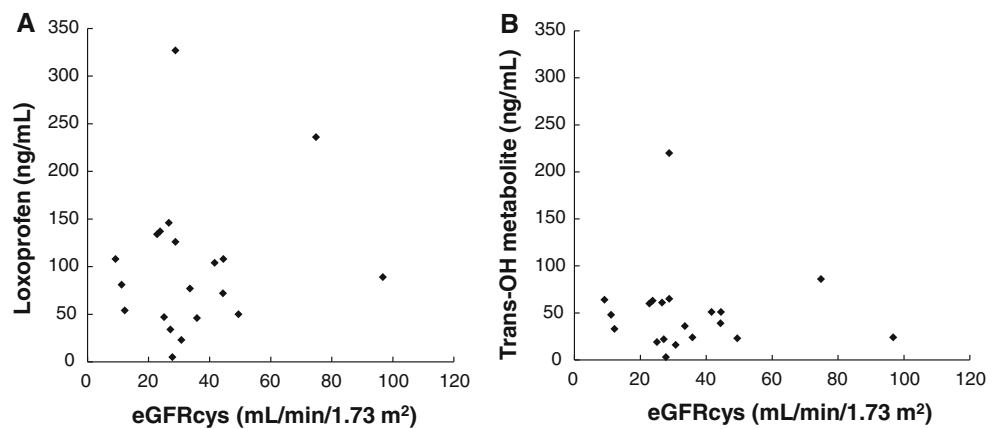 A
Loxoprofen (ng/mL)
350
300
250
200
150
100
50
0
0 20 40 60 80 100 120
eGFRcys (mL/min/1.73 m²)
B
Trans-OH metabolite (ng/mL)
350
300
250
200
150
100
50
0
0 20 40 60 80 100 120
eGFRcys (mL/min/1.73 m²)